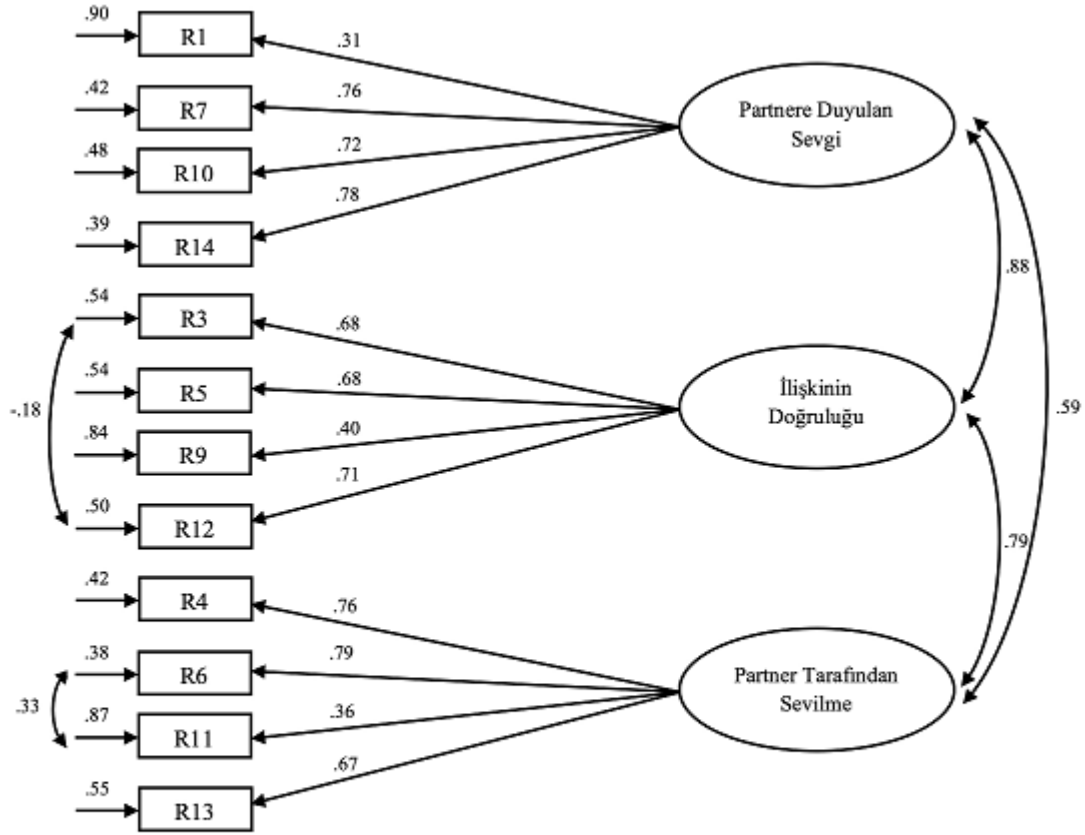 .90
R1
.31
.42
R7
.76
.48
R10
.72
.39
R14
.78
Partnere Duyulan
Sevgi
.54
R3
.68
.54
R5
.68
.84
R9
.40
.50
R12
.71
-.18
İlişkinin
Doğruluğu
.88
.59
.79
.42
R4
.76
.38
R6
.79
.33
.87
R11
.36
.55
R13
.67
Partner Tarafından
Sevilme